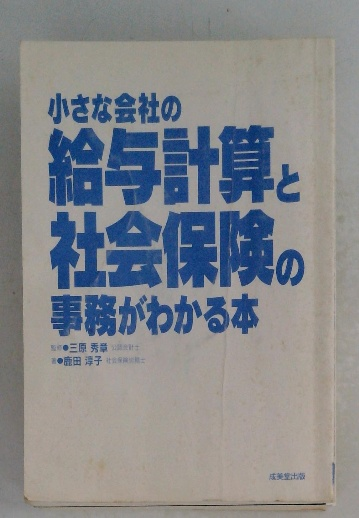 小さな会社の
給与計算と
社会保険の
事務がわかる本
監修●三原 秀章 公認会計士
著●鹿田 淳子 社会保険労務士
成美堂出版